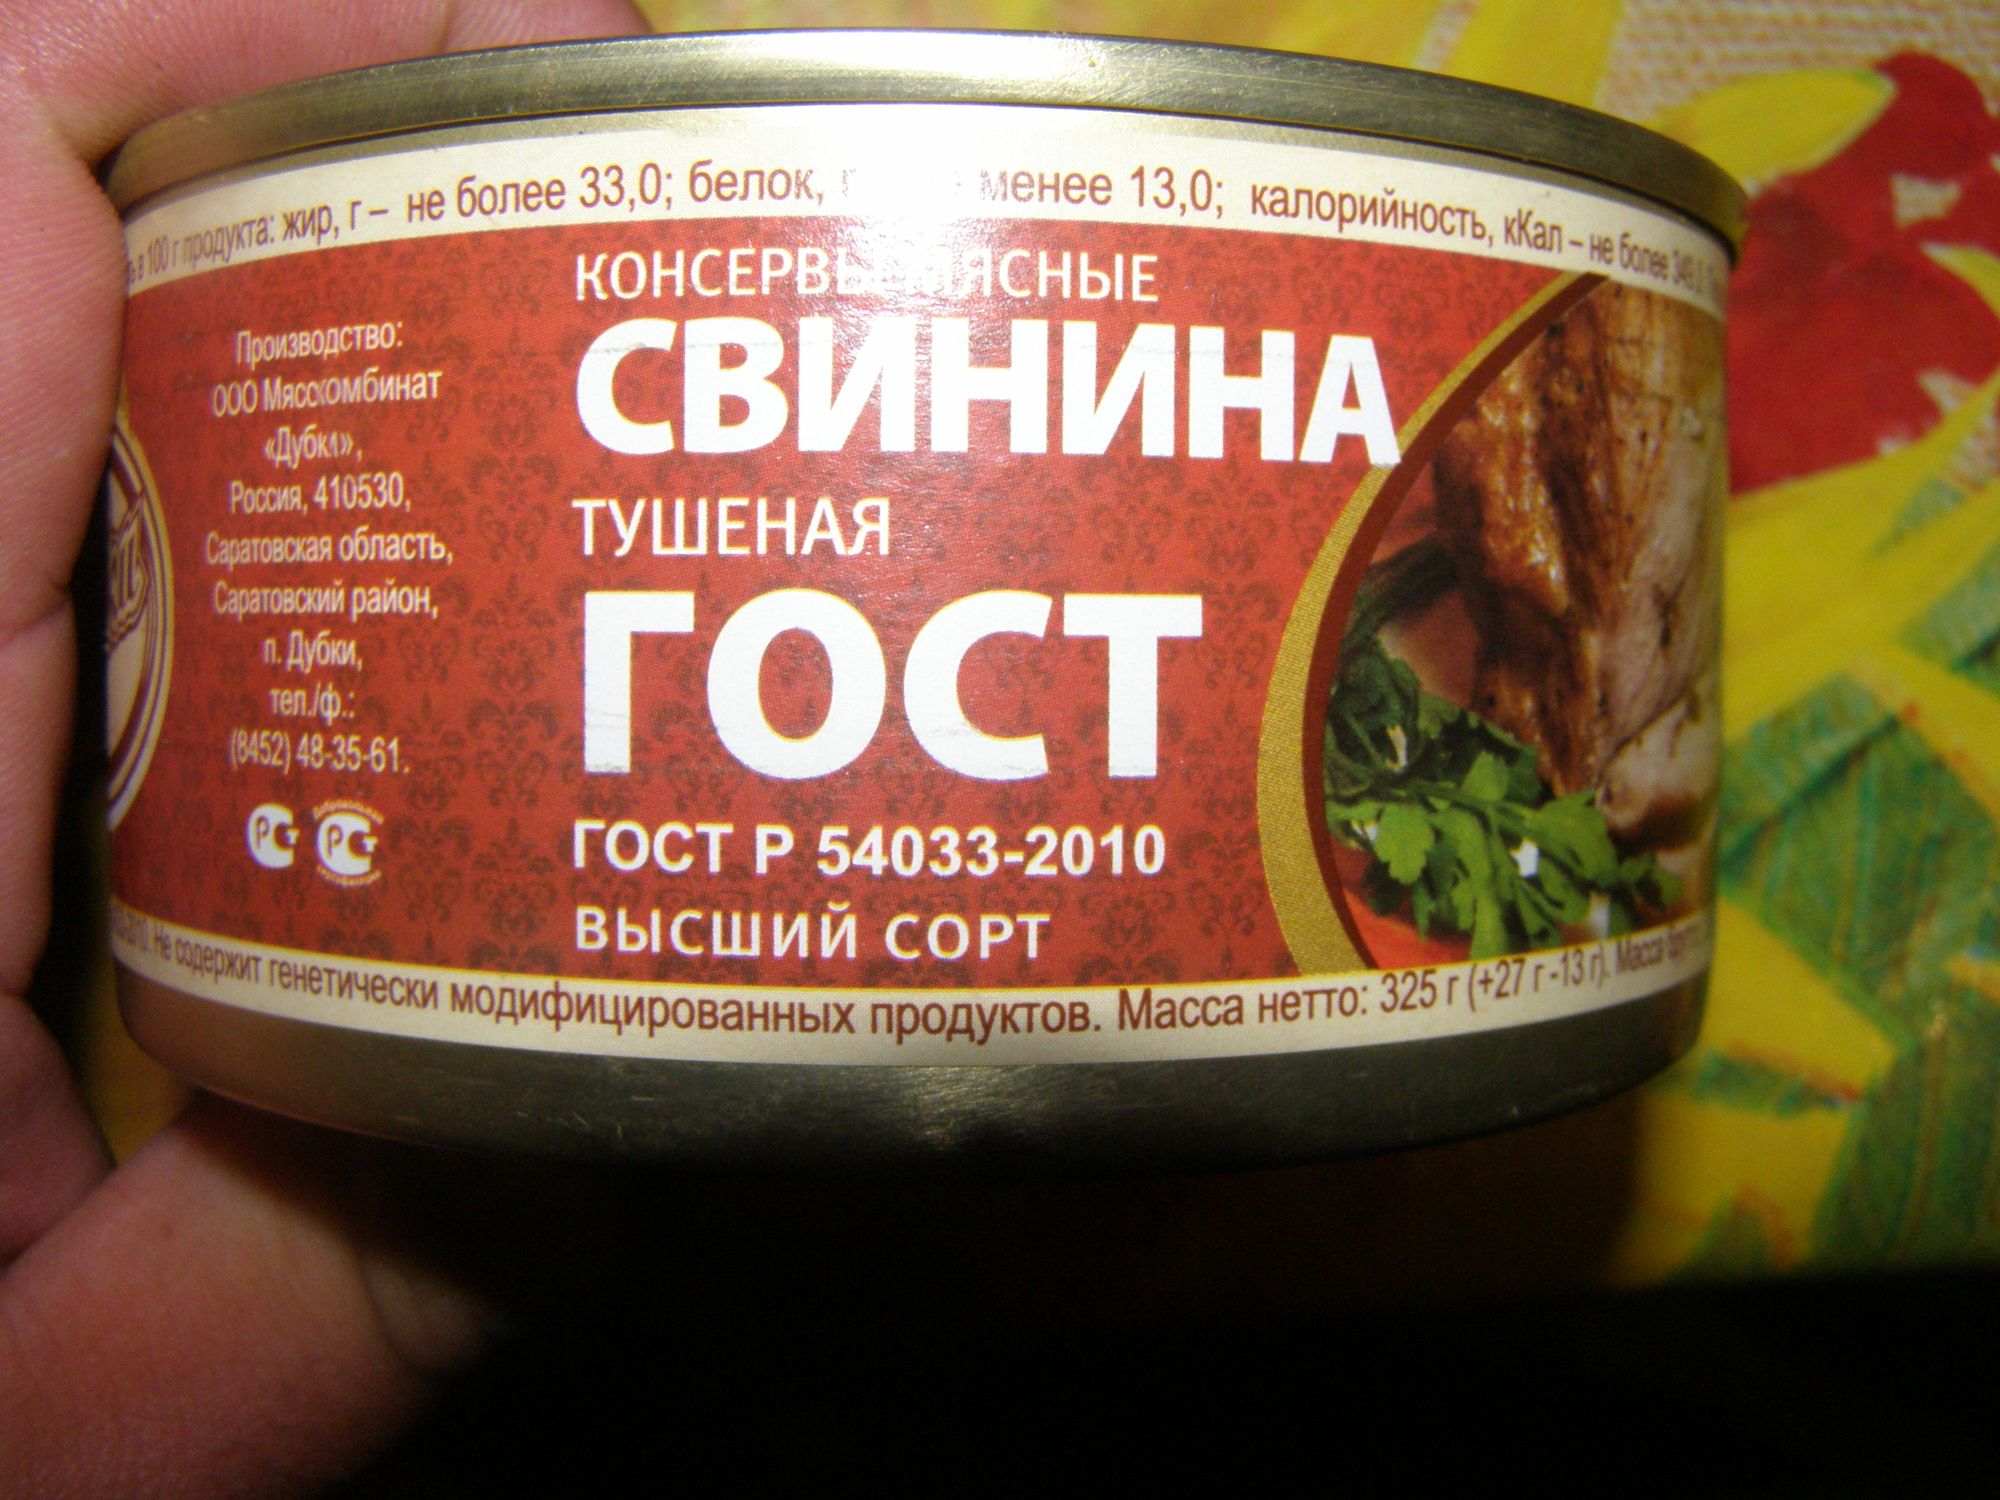 в 100 г продукта: жир, г – не более 33,0; белок, менее 13,0; калорийность, кКал – не более
КОНСЕРВЫ МЯСНЫЕ
СВИНИНА
ТУШЕНАЯ
ГОСТ
ГОСТ Р 54033-2010
ВЫСШИЙ СОРТ
Производство:
ООО Мясокомбинат
«Дубки»,
Россия, 410530,
Саратовская область,
Саратовский район,
п. Дубки,
тел./ф.:
(8452) 48-35-61.
Не содержит генетически модифицированных продуктов. Масса нетто: 325 г (+27 г -13 г). Масса брутто